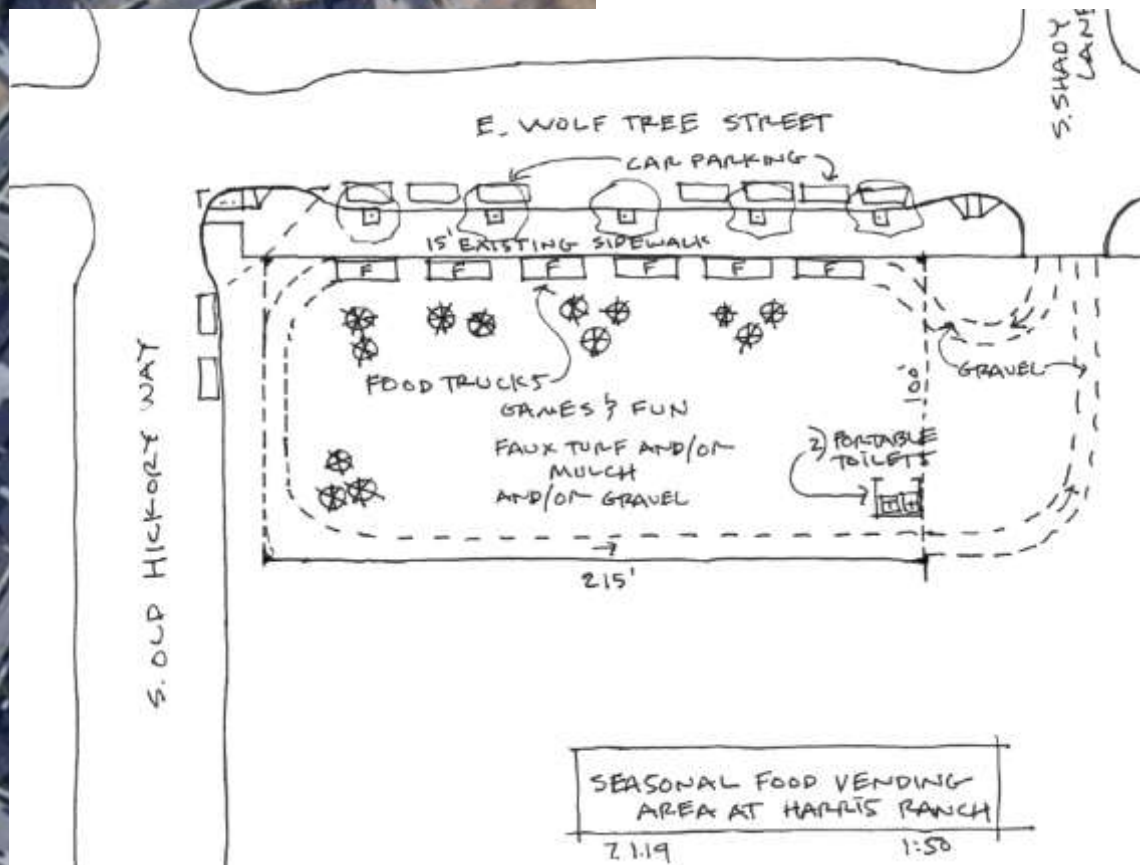 S. SHADY
LANE
E. WOLF TREE STREET
CAR PARKING
15' EXISTING SIDEWALK
F F F F F F
S. OLD HICKORY WAY
FOOD TRUCKS
GRAVEL
100'
GAMES & FUN
FAUX TURF AND/OR
MULCH
AND/OR GRAVEL
2) PORTABLE
TOILETS
215'
SEASONAL FOOD VENDING
AREA AT HARRIS RANCH
2.1.19 1:50